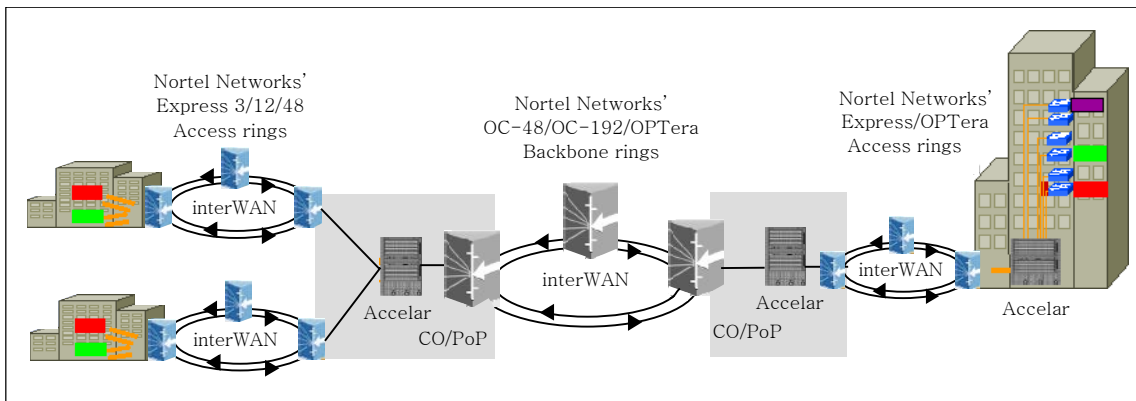 Nortel Networks'
Express 3/12/48
Access rings
Nortel Networks'
OC-48/OC-192/OPTera
Backbone rings
Nortel Networks'
Express/OPTera
Access rings
interWAN
interWAN
interWAN
interWAN
Accelar
CO/PoP
Accelar
CO/PoP
Accelar